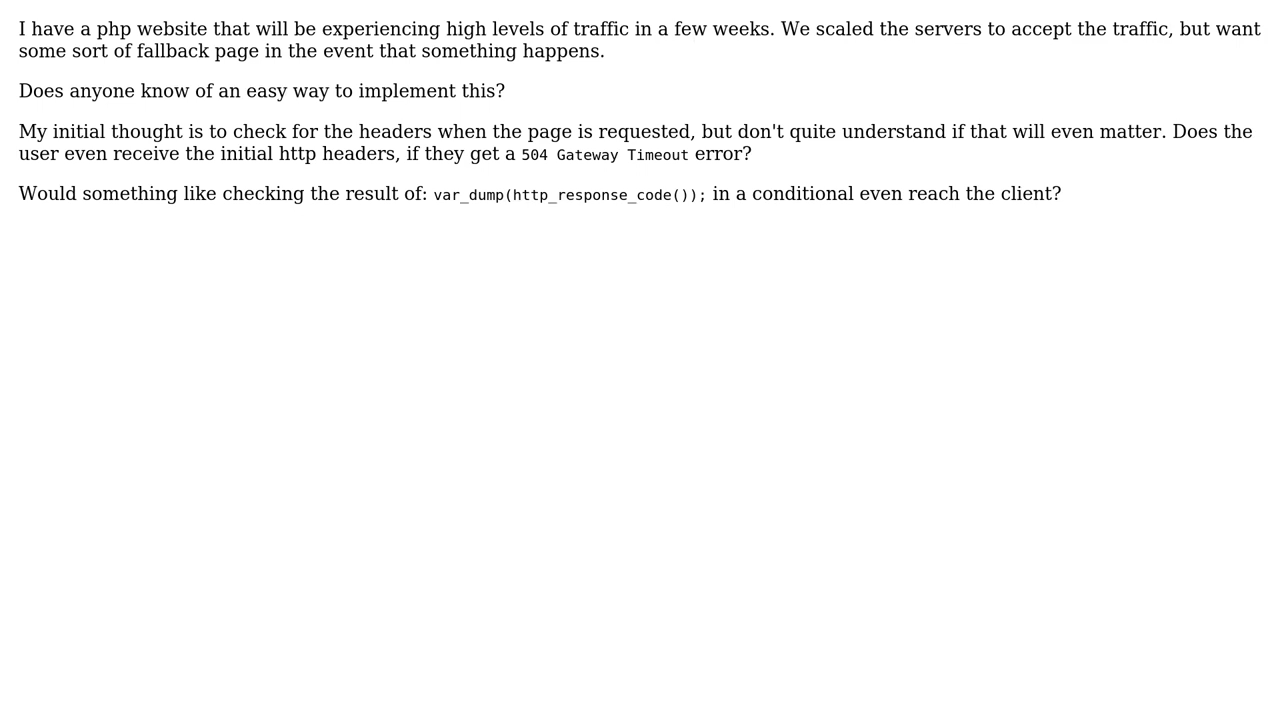 I have a php website that will be experiencing high levels of traffic in a few weeks. We scaled the servers to accept the traffic, but want
some sort of fallback page in the event that something happens.
Does anyone know of an easy way to implement this?
My initial thought is to check for the headers when the page is requested, but don't quite understand if that will even matter. Does the
user even receive the initial http headers, if they get a 504 Gateway Timeout error?
Would something like checking the result of: var_dump(http_response_code()); in a conditional even reach the client?